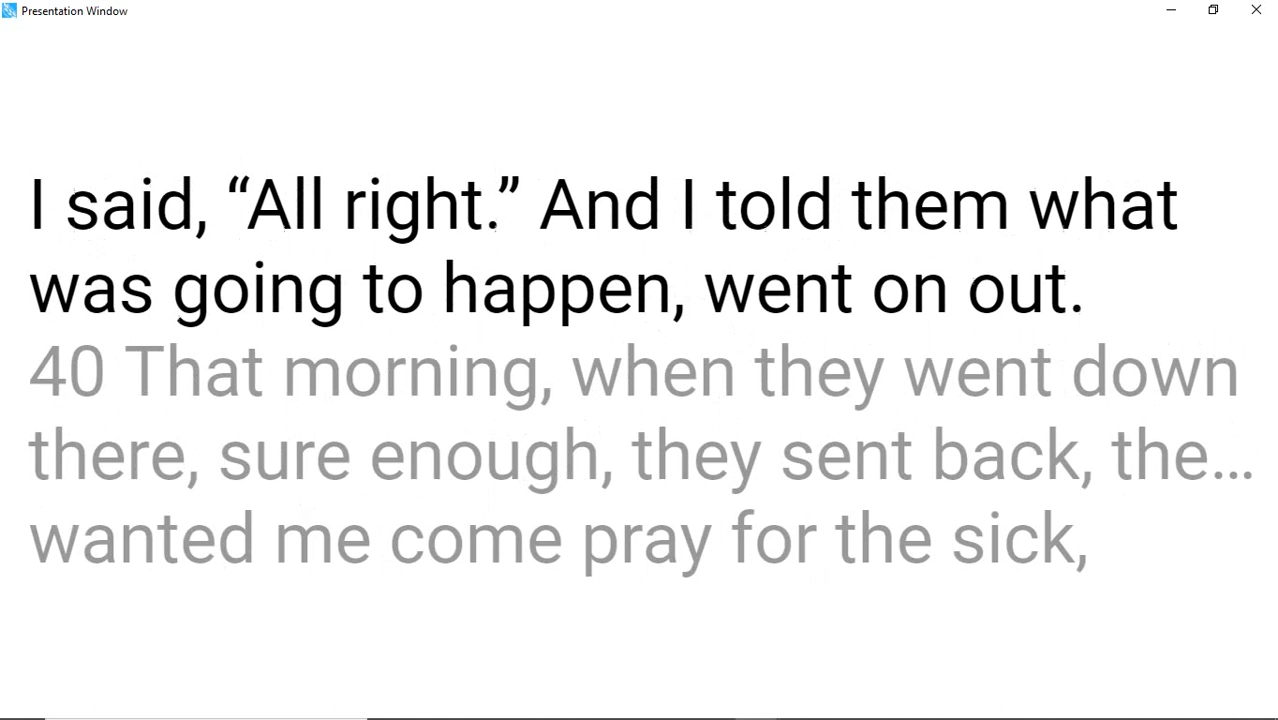 Presentation Window
I said, “All right.” And I told them what
was going to happen, went on out.
40 That morning, when they went down
there, sure enough, they sent back, the…
wanted me come pray for the sick,